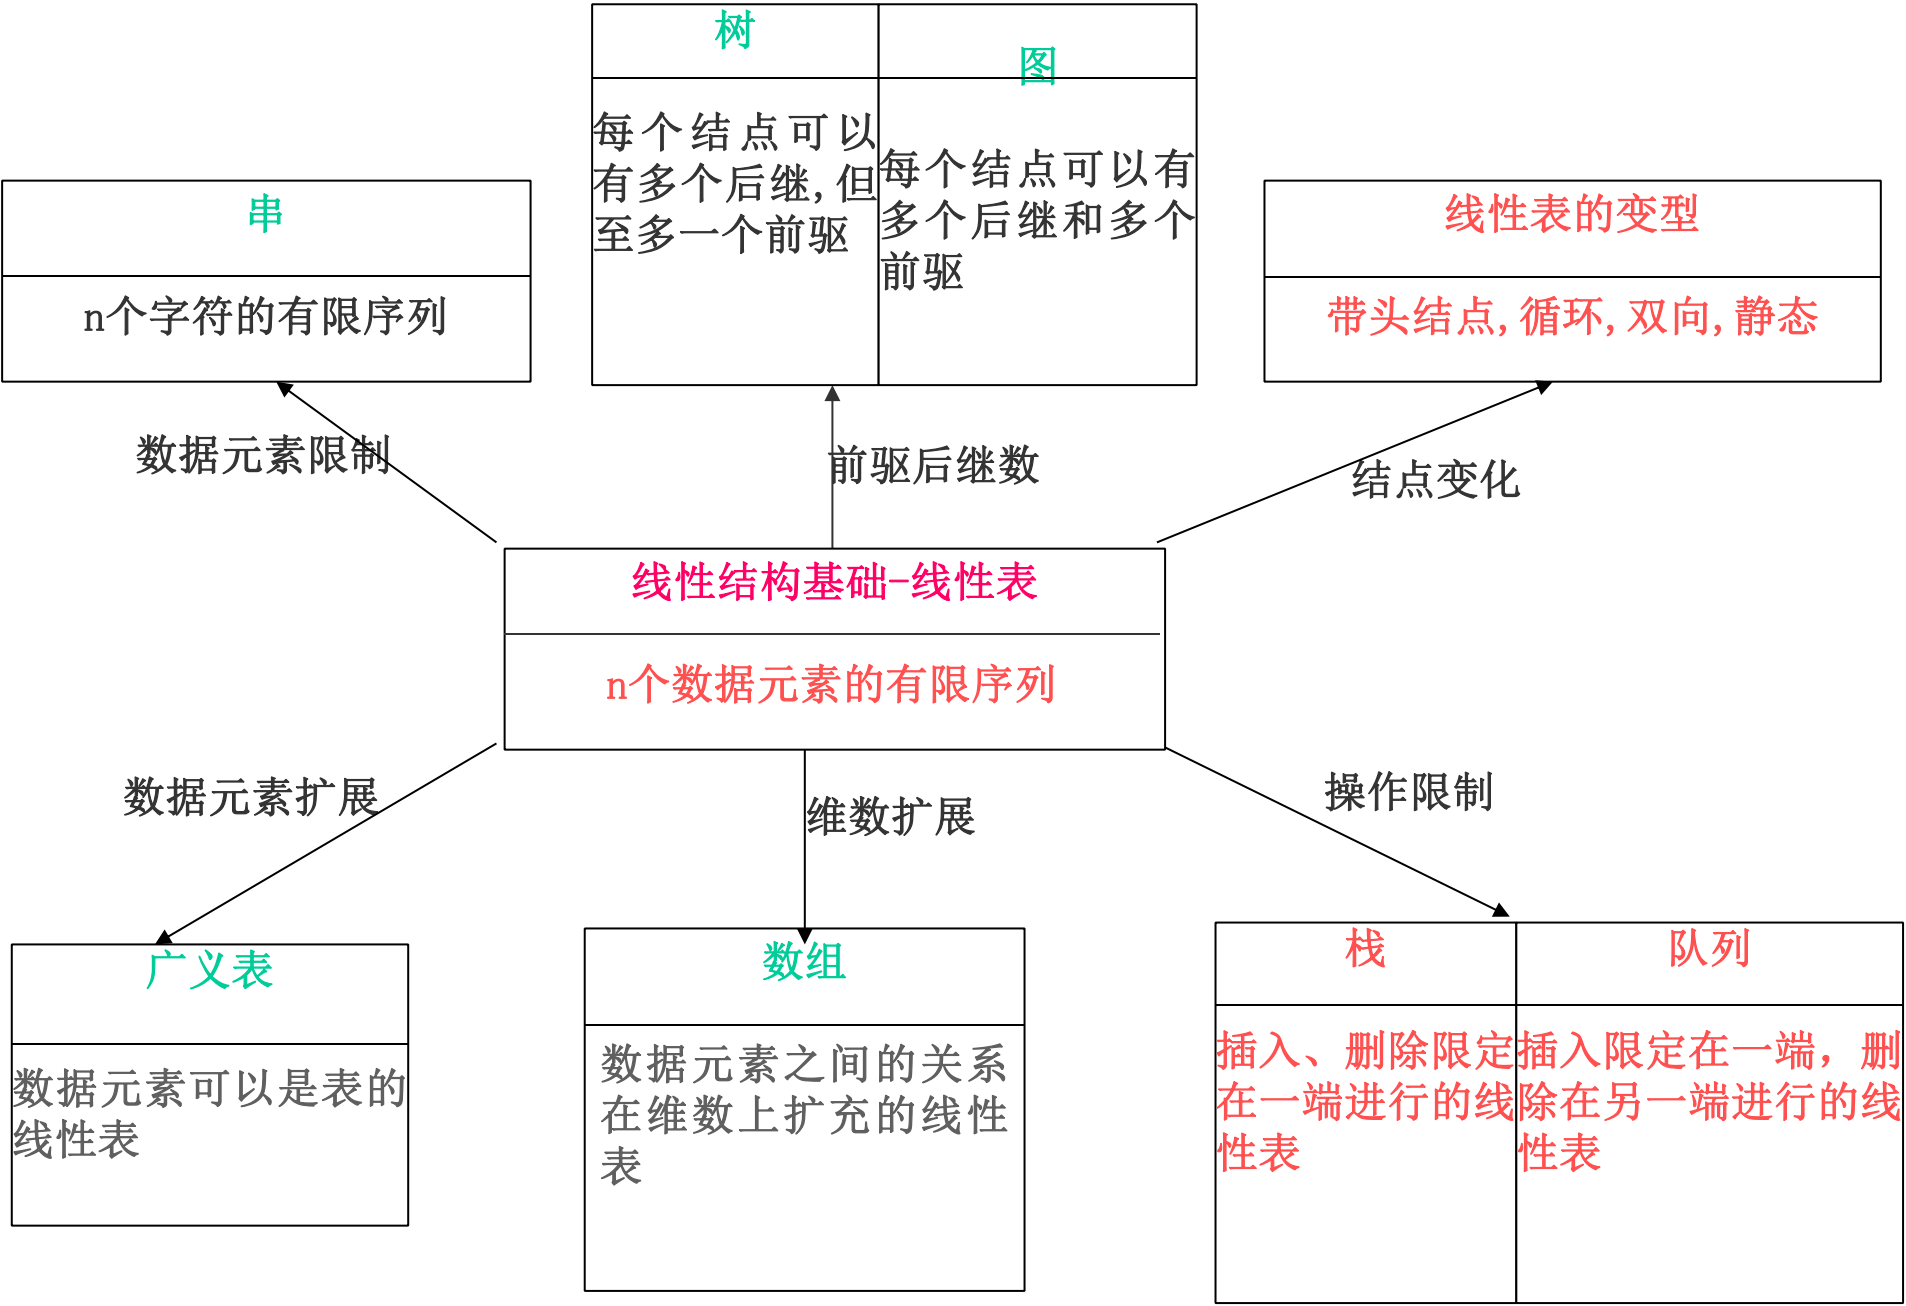 树
图
每个结点可以
有多个后继,但
至多一个前驱
每个结点可以有
多个后继和多个
前驱
串
n个字符的有限序列
线性表的变型
带头结点,循环,双向,静态
数据元素限制
前驱后继数
结点变化
线性结构基础-线性表
n个数据元素的有限序列
数据元素扩展
维数扩展
操作限制
广义表
数据元素可以是表的
线性表
数组
数据元素之间的关系
在维数上扩充的线性
表
栈
队列
插入、删除限定
在一端进行的线
性表
插入限定在一端，删
除在另一端进行的线
性表